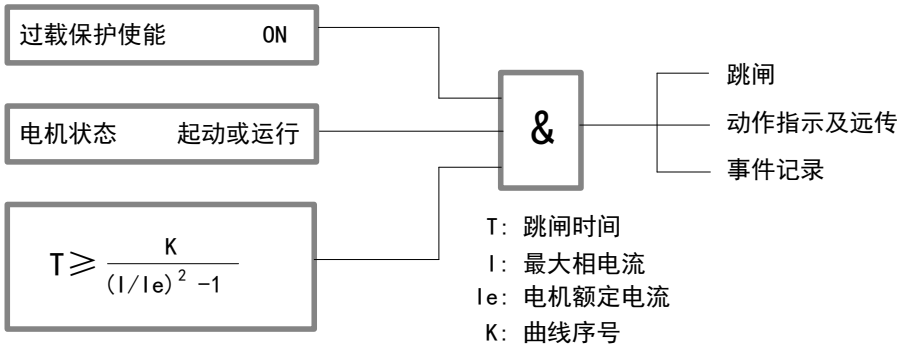 过载保护使能 ON
电机状态 起动或运行
T≥ K
(I/Ie)² -1
&
跳闸
动作指示及远传
事件记录
T: 跳闸时间
I: 最大相电流
Ie: 电机额定电流
K: 曲线序号